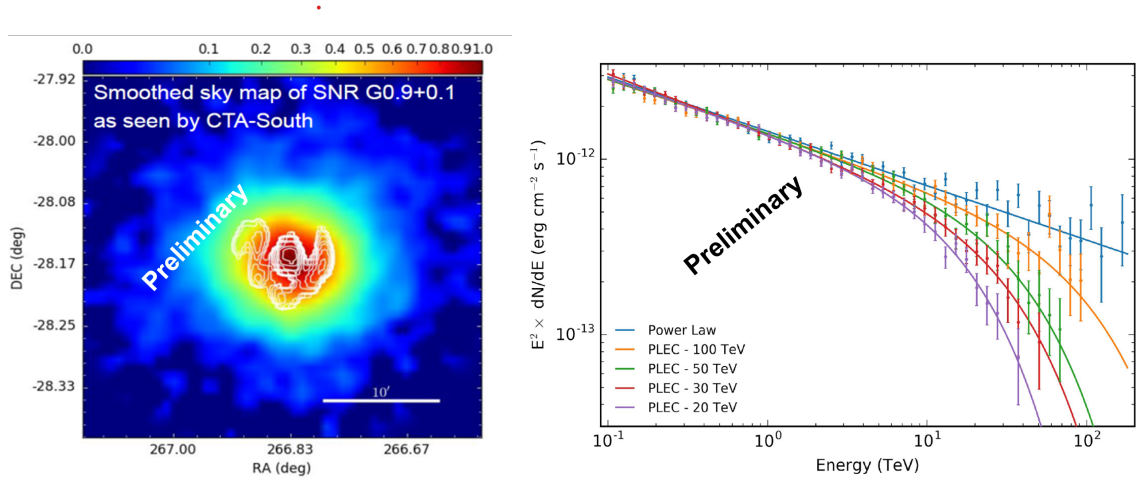 0.0 0.1 0.2 0.3 0.4 0.5 0.6 0.7 0.8 0.9 1.0
Smoothed sky map of SNR G0.9+0.1
as seen by CTA-South
Preliminary
-27.92
-28.00
-28.08
-28.17
-28.25
-28.33
DEC (deg)
10′
267.00 266.83 266.67
RA (deg)
E² × dN/dE (erg cm⁻² s⁻¹)
10⁻¹²
10⁻¹³
Preliminary
Power Law
PLEC - 100 TeV
PLEC - 50 TeV
PLEC - 30 TeV
PLEC - 20 TeV
10⁻¹ 10⁰ 10¹ 10²
Energy (TeV)